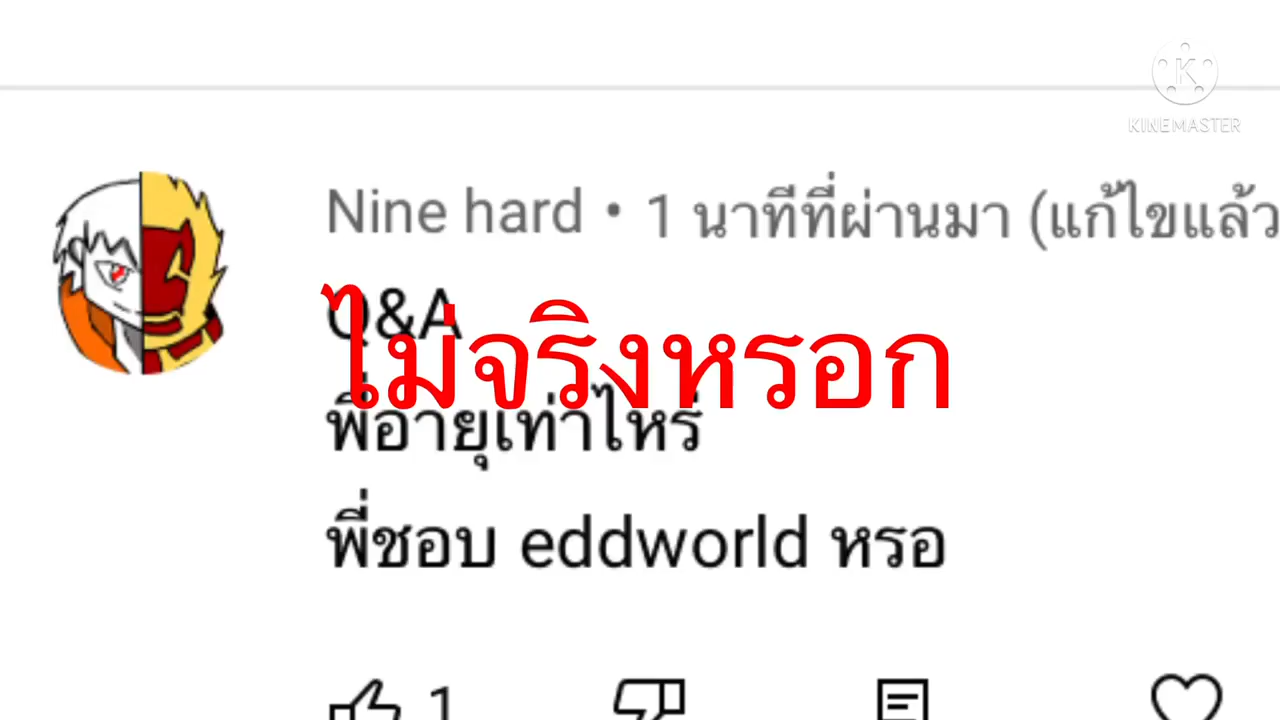 KINEMASTER
Nine hard • 1 นาทีที่ผ่านมา (แก้ไขแล้ว
Q&A
ไม่จริงหรอก
พี่อายุเท่าไหร่
พี่ชอบ eddworld หรอ
1